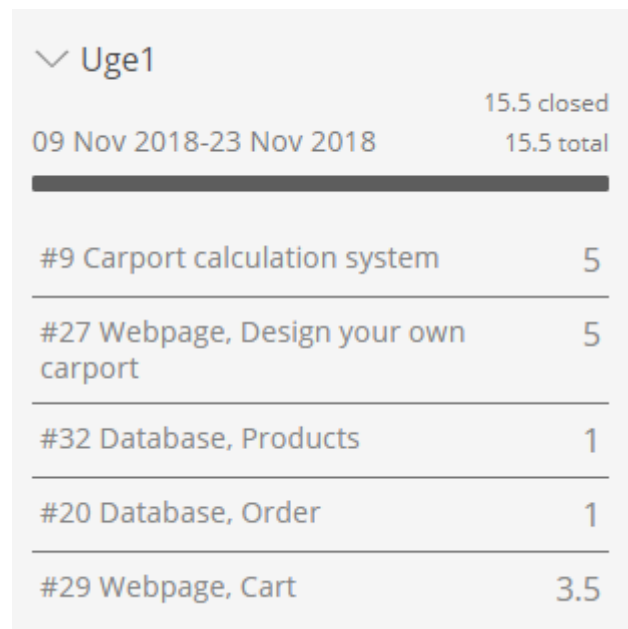 Uge1
15.5 closed
09 Nov 2018-23 Nov 2018
15.5 total
#9 Carport calculation system 5
#27 Webpage, Design your own 5
carport
#32 Database, Products 1
#20 Database, Order 1
#29 Webpage, Cart 3.5